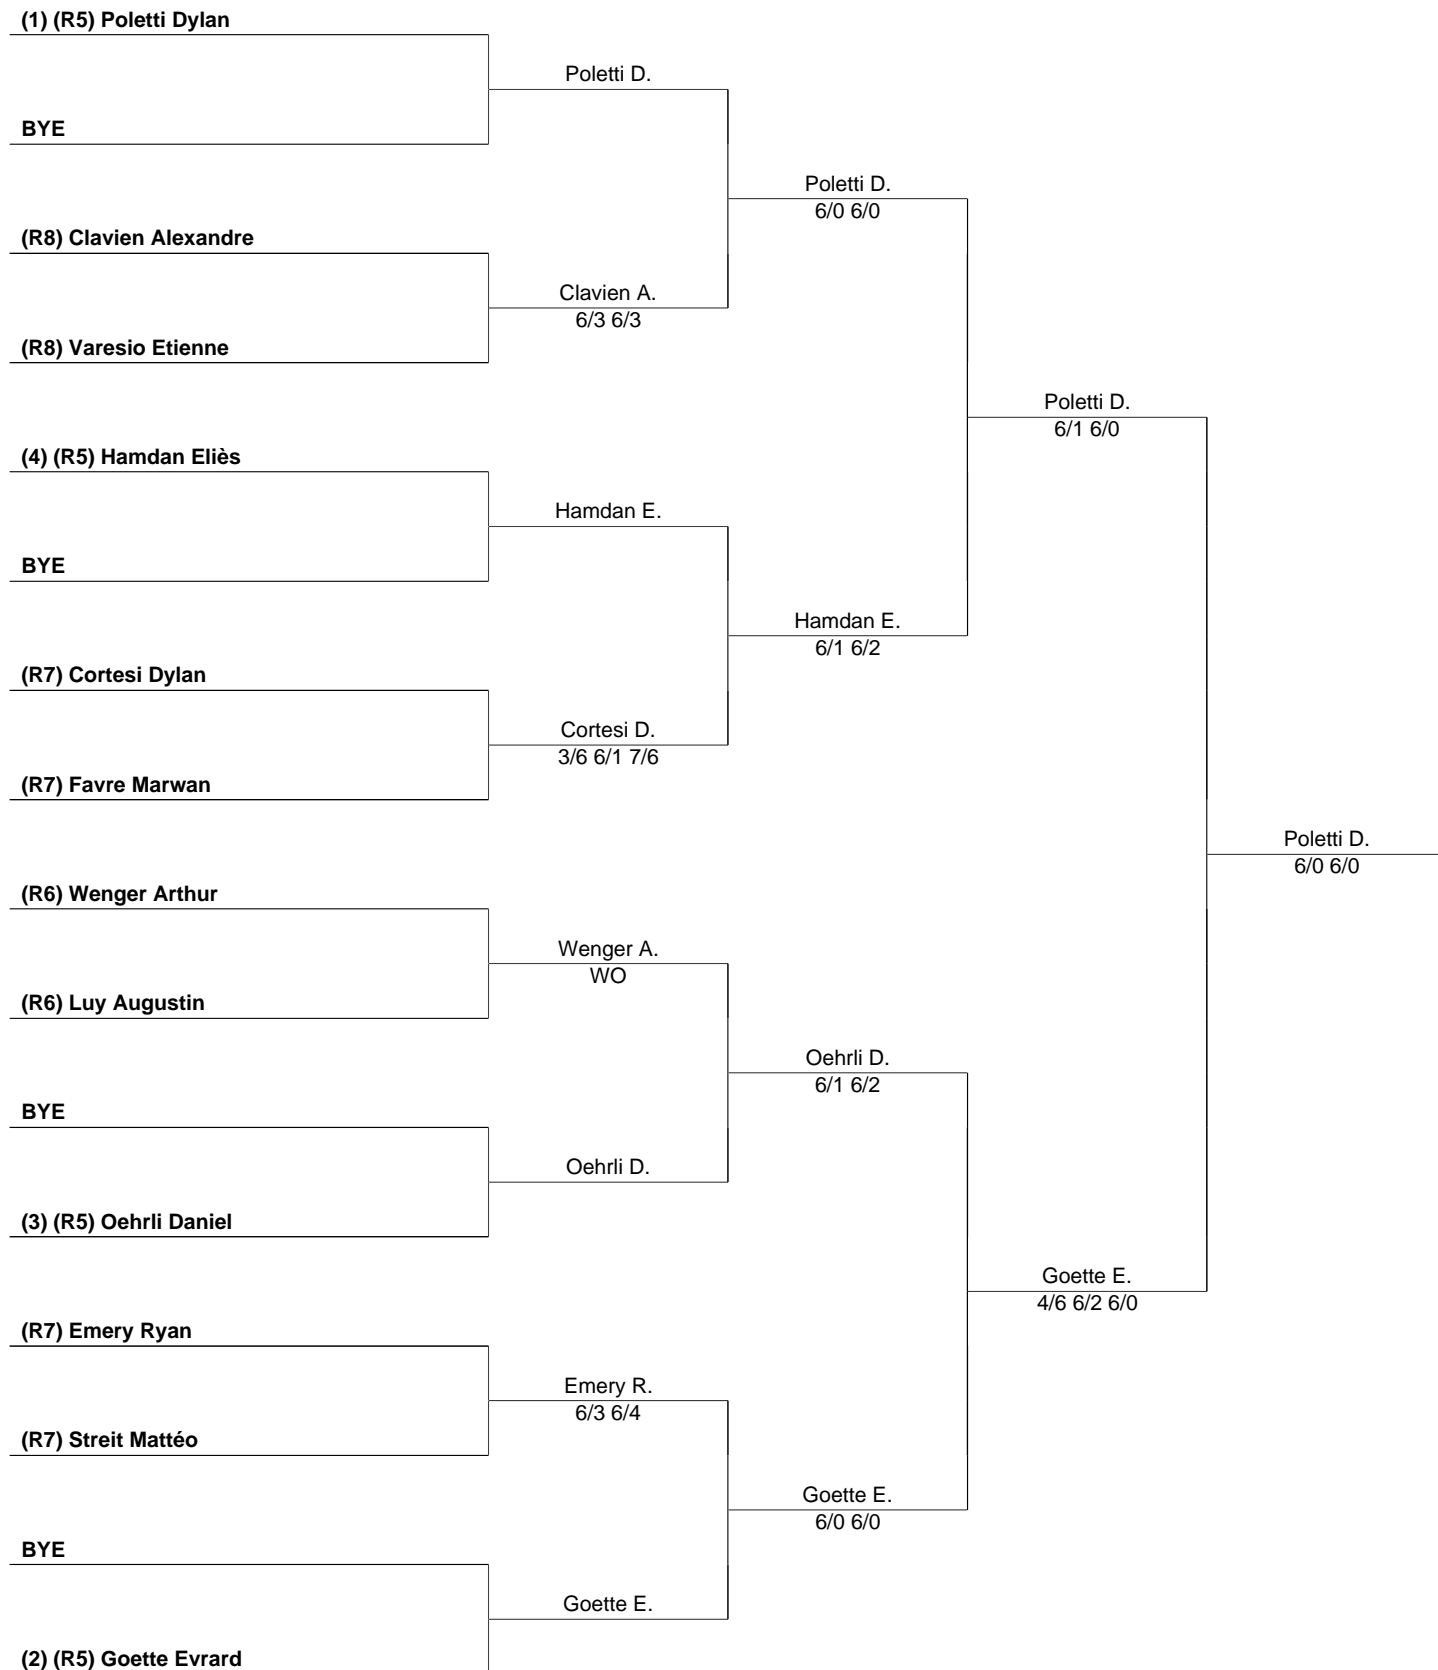 (1) (R5) Poletti Dylan
Poletti D.
BYE
Poletti D.
6/0 6/0
(R8) Clavien Alexandre
Clavien A.
6/3 6/3
(R8) Varesio Etienne
Poletti D.
6/1 6/0
(4) (R5) Hamdan Eliès
Hamdan E.
BYE
Hamdan E.
6/1 6/2
(R7) Cortesi Dylan
Cortesi D.
3/6 6/1 7/6
(R7) Favre Marwan
Poletti D.
6/0 6/0
(R6) Wenger Arthur
Wenger A.
WO
(R6) Luy Augustin
Oehrli D.
6/1 6/2
BYE
Oehrli D.
(3) (R5) Oehrli Daniel
Goette E.
4/6 6/2 6/0
(R7) Emery Ryan
Emery R.
6/3 6/4
(R7) Streit Mattéo
Goette E.
6/0 6/0
BYE
Goette E.
(2) (R5) Goette Evrard